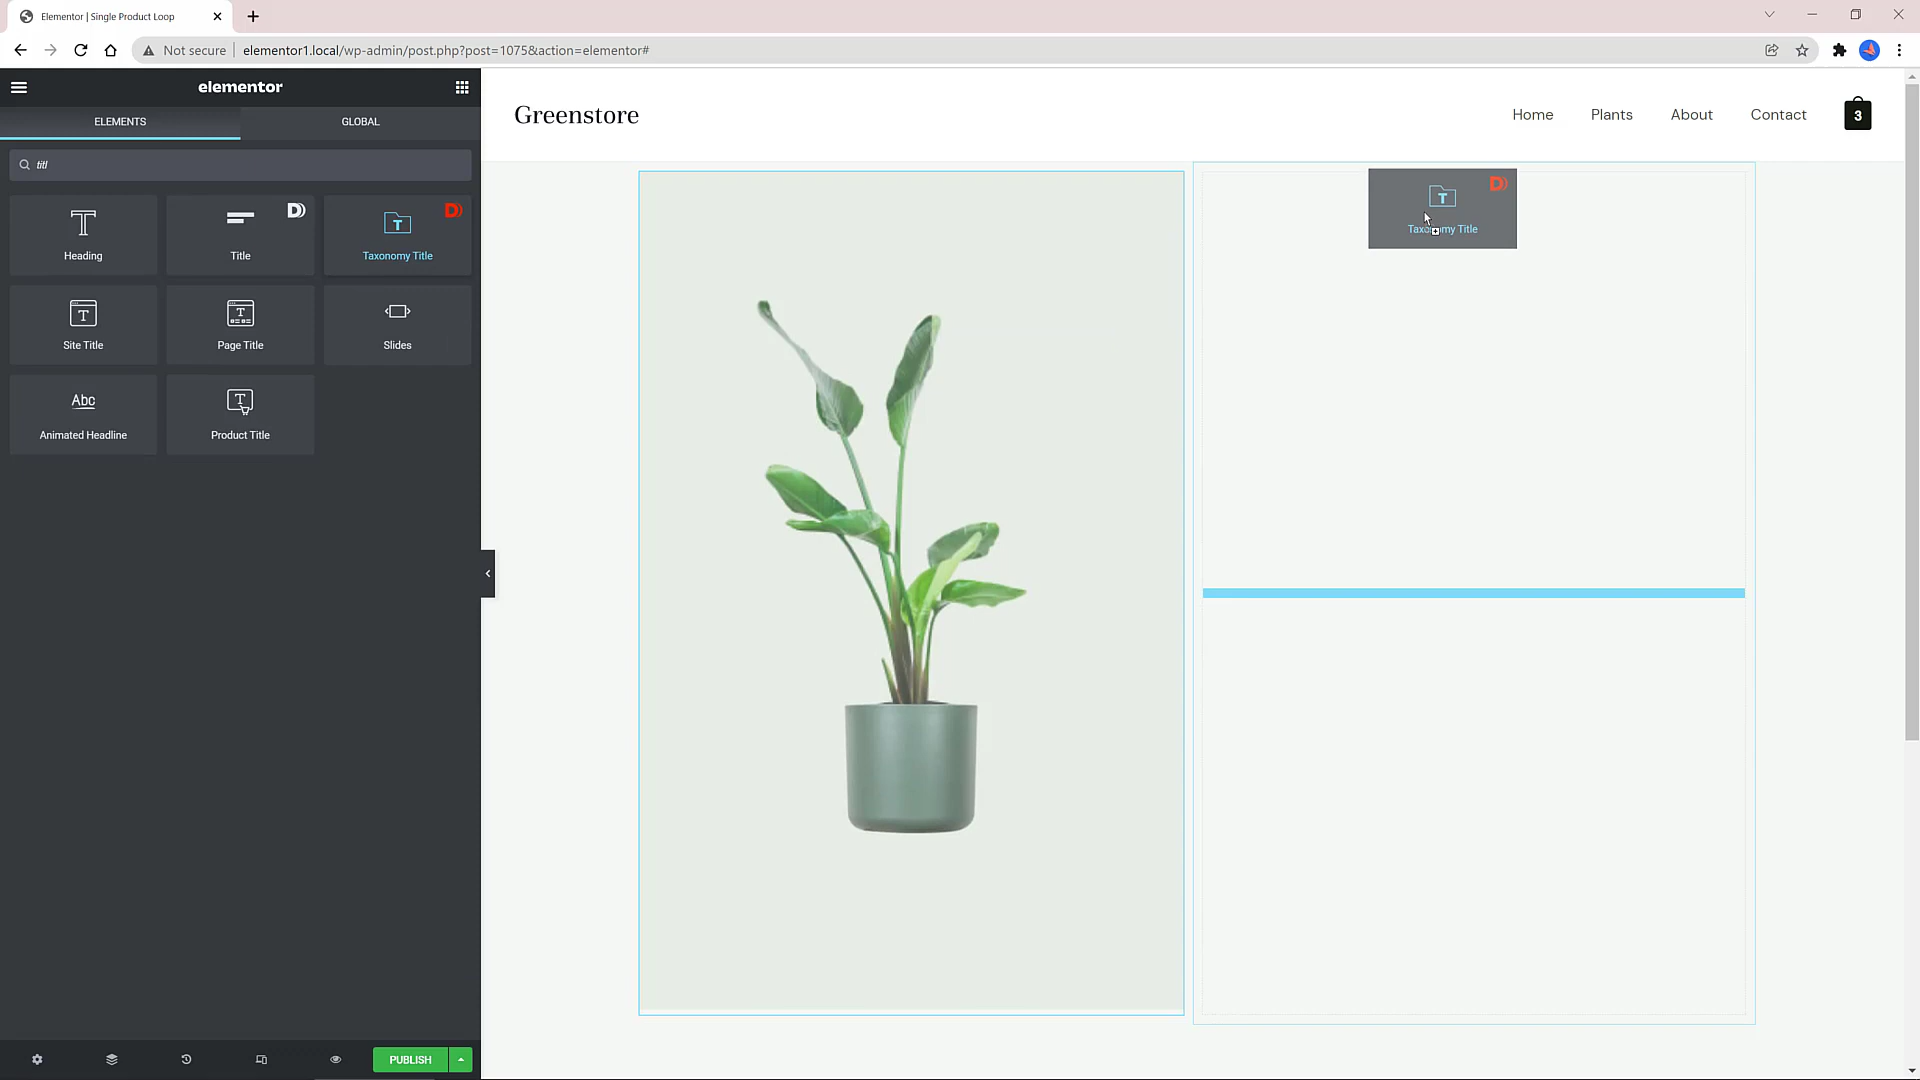 Elementor | Single Product Loop
Not secure
elementor1.local/wp-admin/post.php?post=1075&action=elementor#
elementor
ELEMENTS
GLOBAL
titl
Heading
Title
Taxonomy Title
Site Title
Page Title
Slides
Abc
Animated Headline
Product Title
PUBLISH
Greenstore
Home
Plants
About
Contact
3
Taxonomy Title